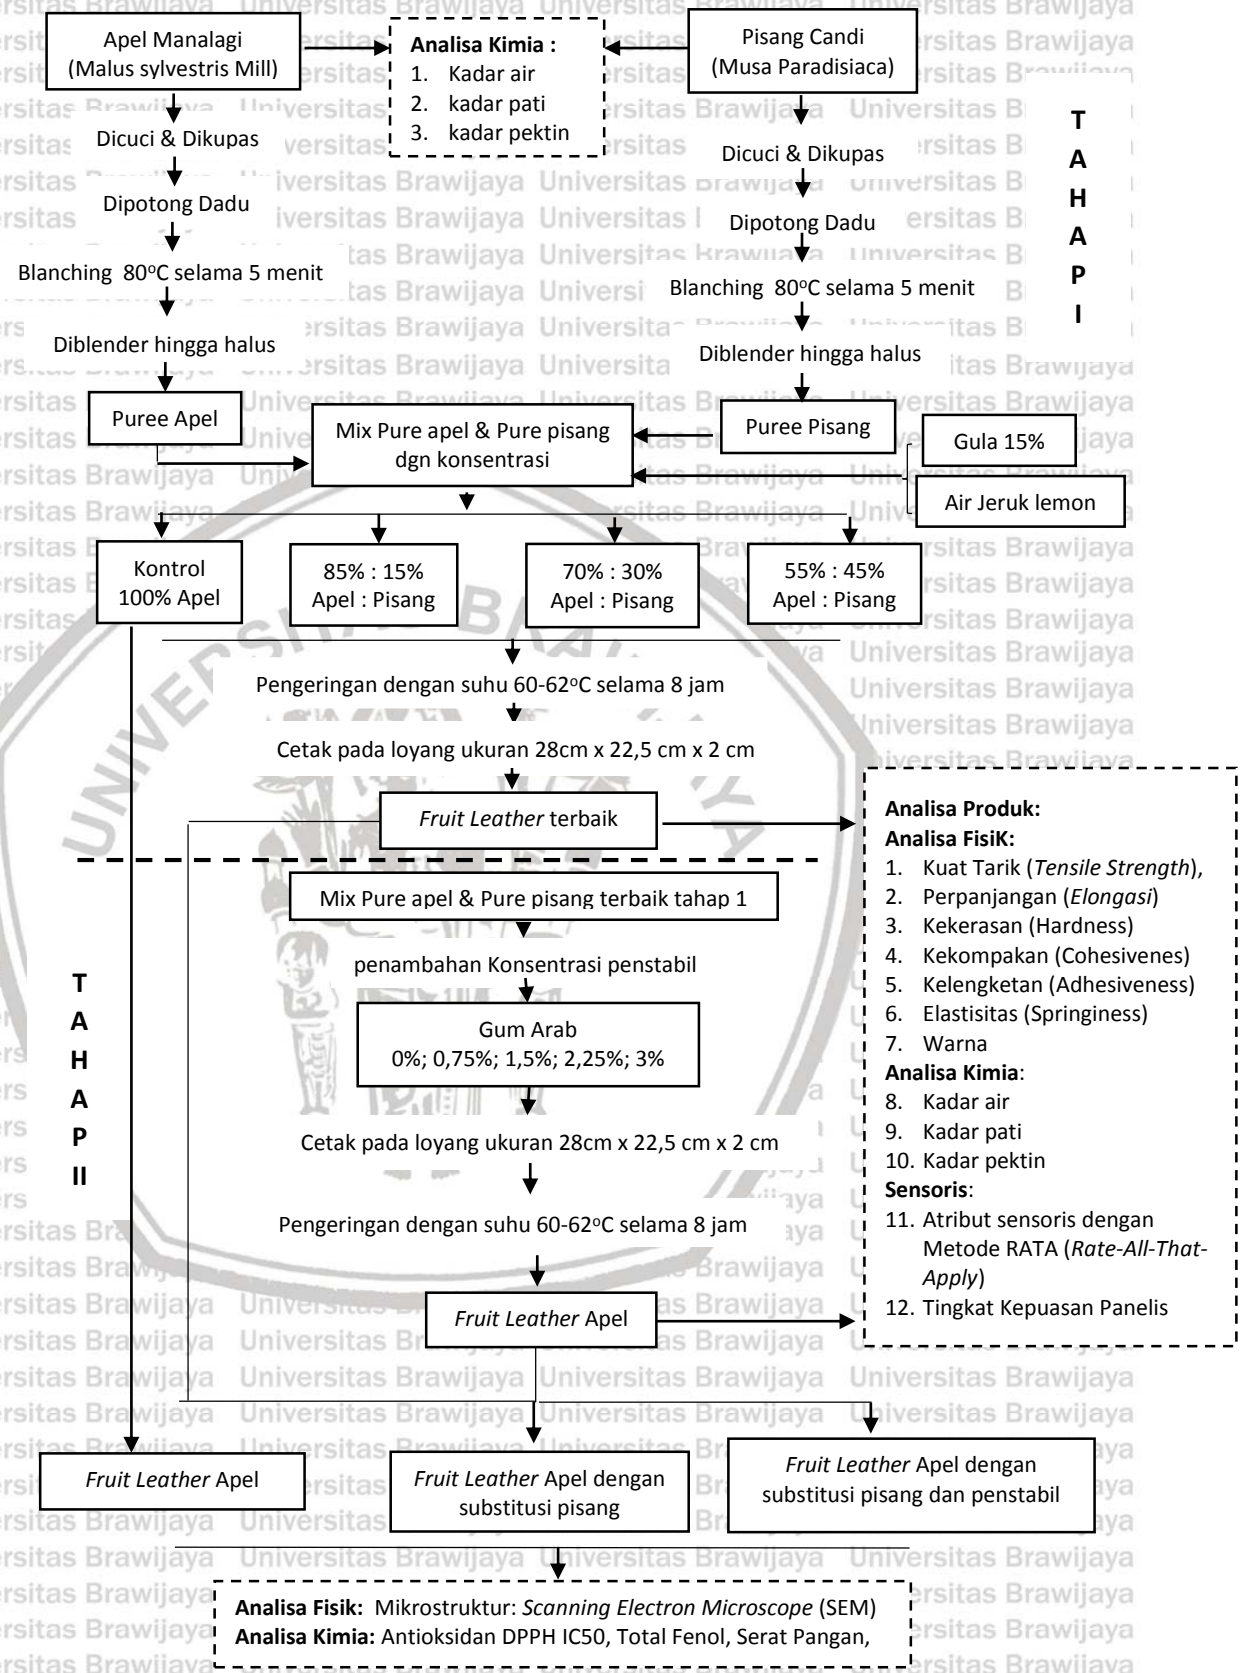 Apel Manalagi
(Malus sylvestris Mill)
Analisa Kimia :
1. Kadar air
2. kadar pati
3. kadar pektin
Pisang Candi
(Musa Paradisiaca)
Dicuci & Dikupas
Dipotong Dadu
Blanching 80°C selama 5 menit
Diblender hingga halus
Puree Apel
Dicuci & Dikupas
Dipotong Dadu
Blanching 80°C selama 5 menit
Diblender hingga halus
Puree Pisang
T
A
H
A
P
I
Mix Pure apel & Pure pisang
dgn konsentrasi
Gula 15%
Air Jeruk lemon
Kontrol
100% Apel
85% : 15%
Apel : Pisang
70% : 30%
Apel : Pisang
55% : 45%
Apel : Pisang
Pengeringan dengan suhu 60-62°C selama 8 jam
Cetak pada loyang ukuran 28cm x 22,5 cm x 2 cm
Fruit Leather terbaik
Mix Pure apel & Pure pisang terbaik tahap 1
penambahan Konsentrasi penstabil
Gum Arab
0%; 0,75%; 1,5%; 2,25%; 3%
Cetak pada loyang ukuran 28cm x 22,5 cm x 2 cm
Pengeringan dengan suhu 60-62°C selama 8 jam
Fruit Leather Apel
T
A
H
A
P
II
Analisa Produk:
Analisa FisiK:
1. Kuat Tarik (Tensile Strength),
2. Perpanjangan (Elongasi)
3. Kekerasan (Hardness)
4. Kekompakan (Cohesivenes)
5. Kelengketan (Adhesiveness)
6. Elastisitas (Springiness)
7. Warna
Analisa Kimia:
8. Kadar air
9. Kadar pati
10. Kadar pektin
Sensoris:
11. Atribut sensoris dengan
Metode RATA (Rate-All-That-
Apply)
12. Tingkat Kepuasan Panelis
Fruit Leather Apel
Fruit Leather Apel dengan
substitusi pisang
Fruit Leather Apel dengan
substitusi pisang dan penstabil
Analisa Fisik: Mikrostruktur: Scanning Electron Microscope (SEM)
Analisa Kimia: Antioksidan DPPH IC50, Total Fenol, Serat Pangan,